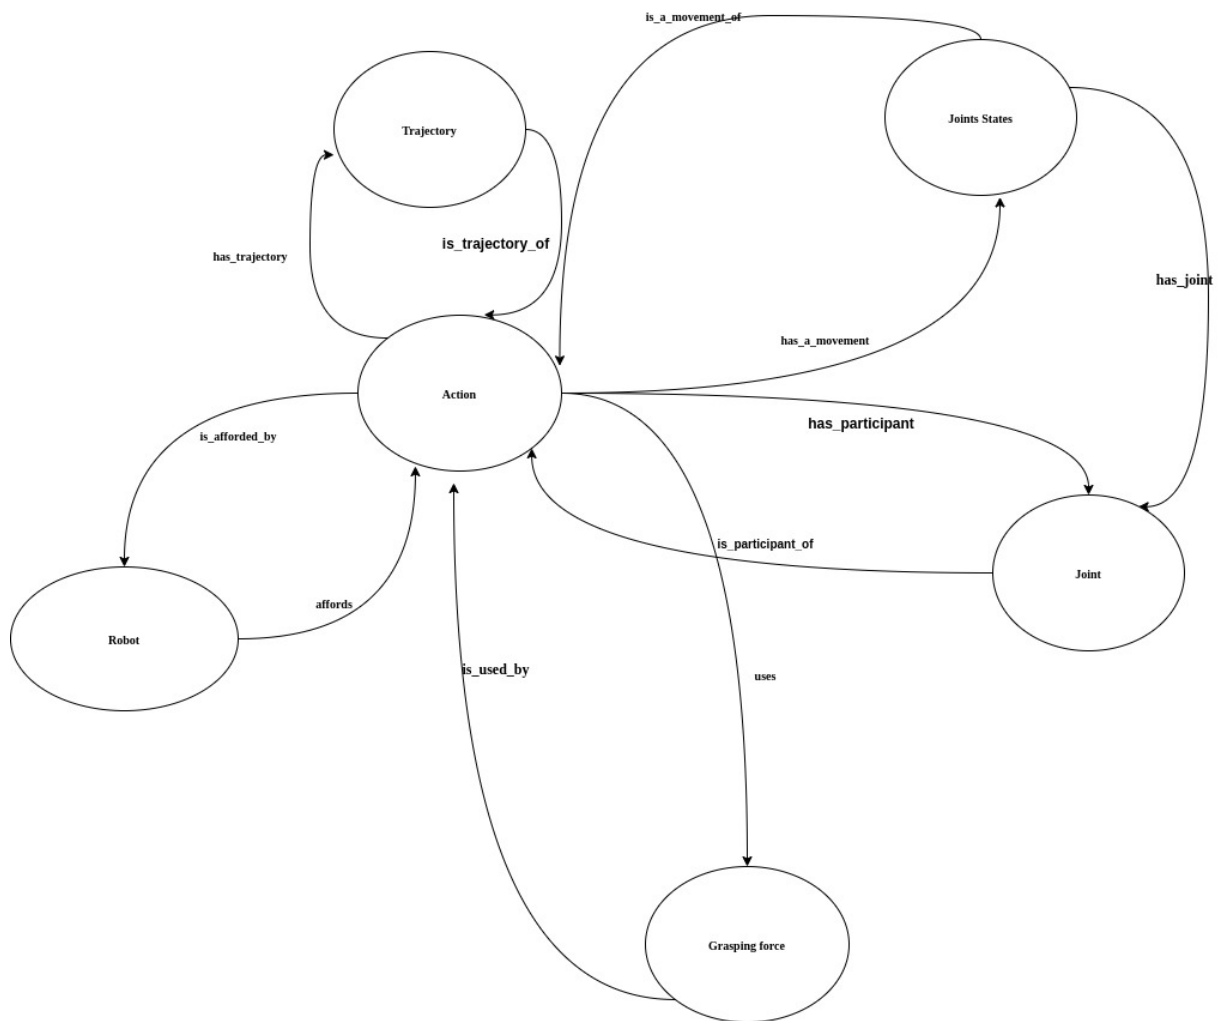 is_a_movement_of
Joints States
Trajectory
is_trajectory_of
has_trajectory
has_joint
has_a_movement
Action
has_participant
is_afforded_by
is_participant_of
Joint
affords
Robot
is_used_by
uses
Grasping force